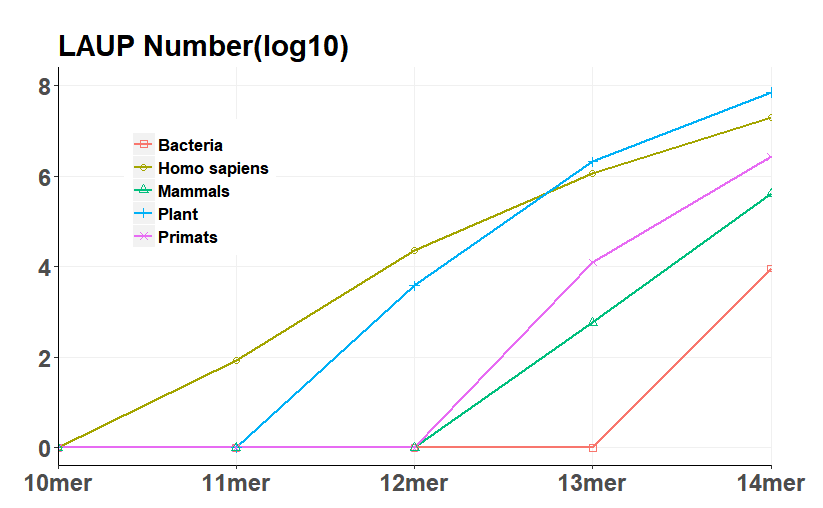 LAUP Number(log10)
8
6
4
2
0
Bacteria
Homo sapiens
Mammals
Plant
Primats
10mer 11mer 12mer 13mer 14mer